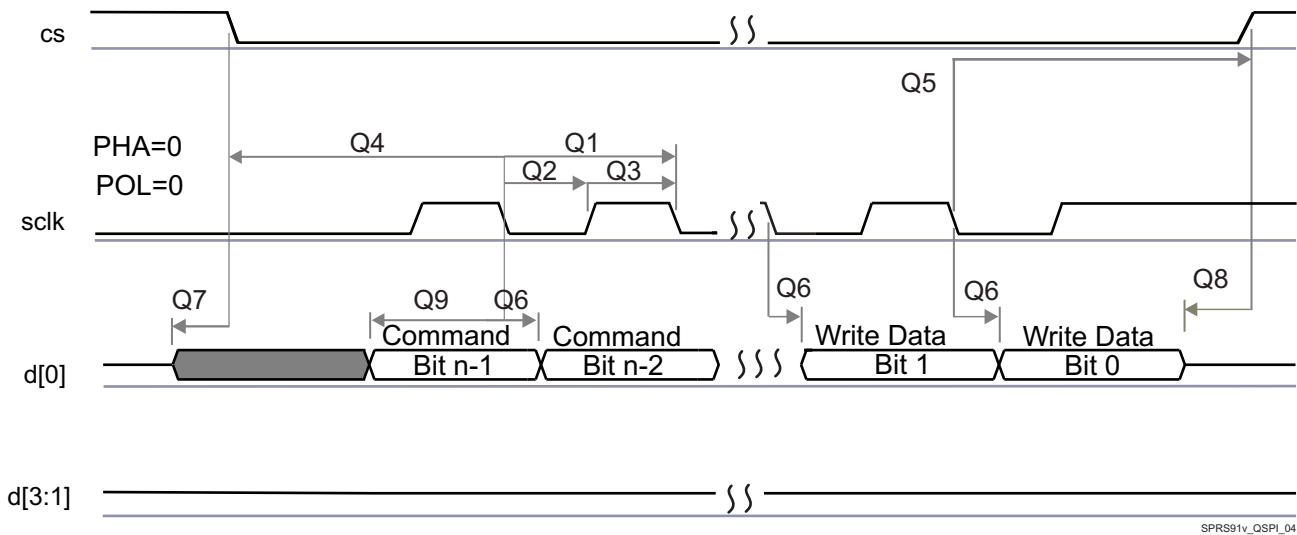 cs
Q5
PHA=0
Q4
Q1
POL=0
Q2
Q3
sclk
Q7
Q9
Q6
Q6
Q6
Q8
Command
Command
Write Data
Write Data
d[0]
Bit n-1
Bit n-2
Bit 1
Bit 0
d[3:1]
SPRS91v_QSPI_04